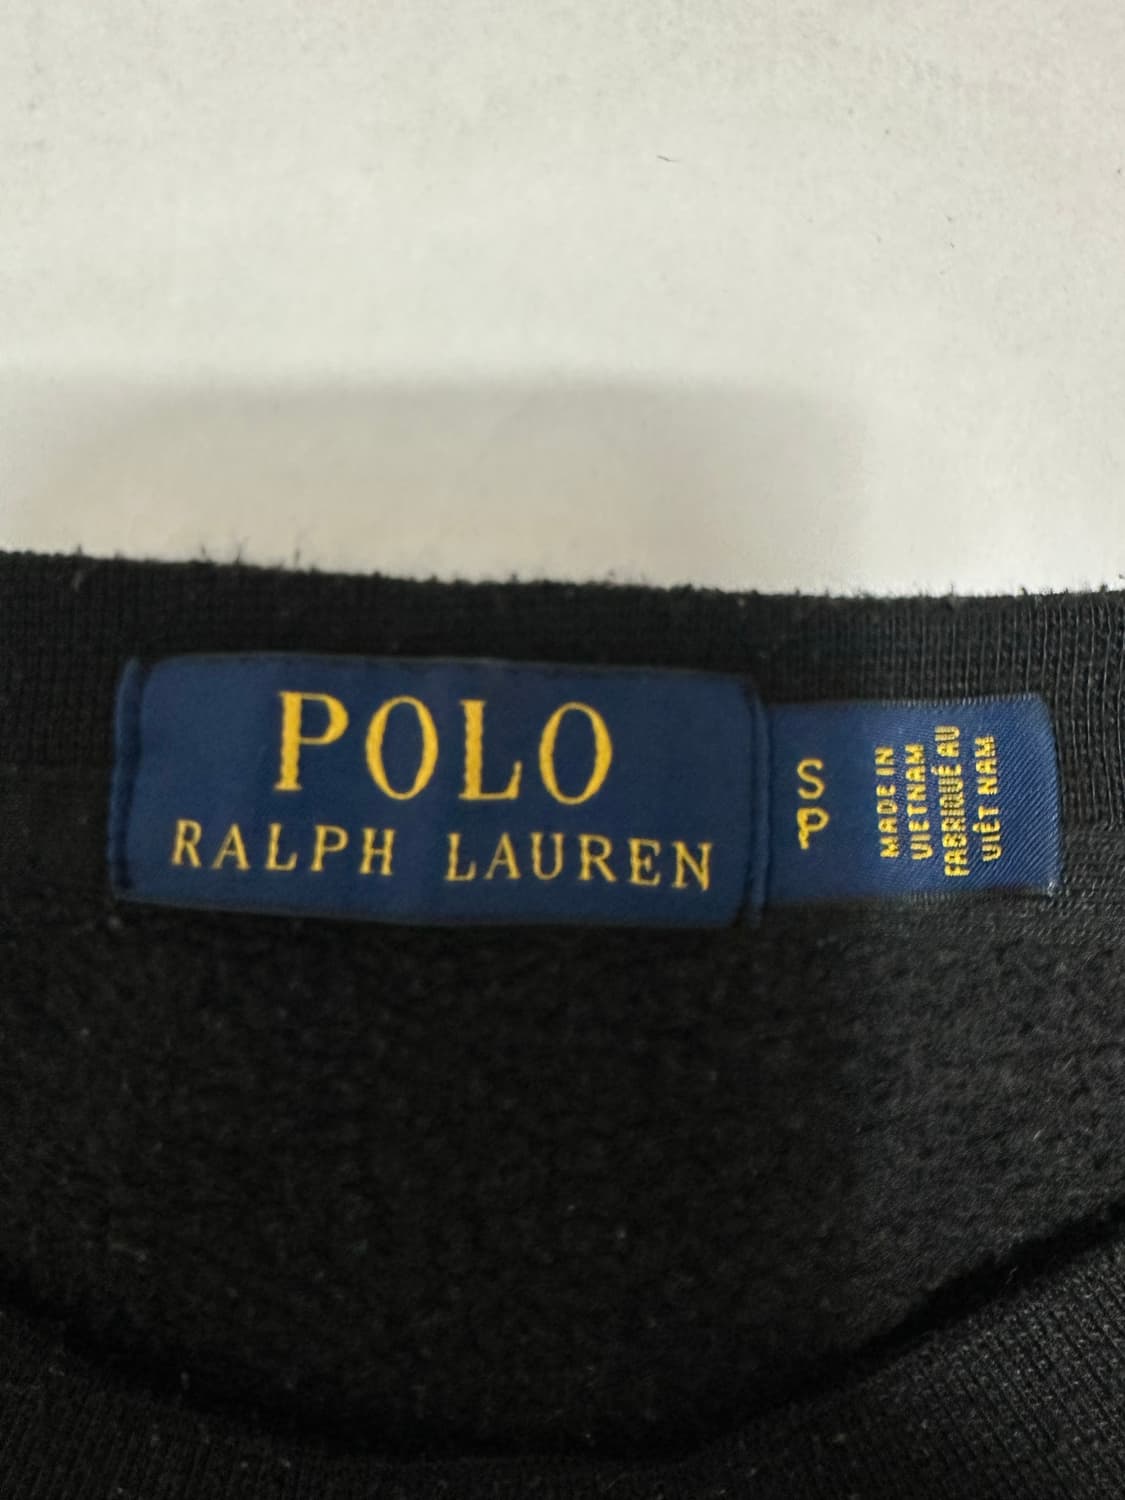 POLO
RALPH LAUREN
S
P
MADE IN
VIETNAM
FABRIQUÉ AU
VIÊT NAM